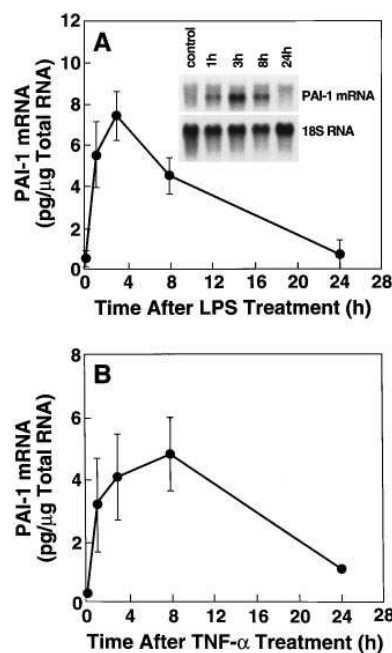 A
control
1h
3h
8h
24h
PAI-1 mRNA
18S RNA
PAI-1 mRNA
(pg/µg Total RNA)
12
10
8
6
4
2
0
0 4 8 12 16 20 24 28
Time After LPS Treatment (h)
B
PAI-1 mRNA
(pg/µg Total RNA)
8
6
4
2
0
0 4 8 12 16 20 24 28
Time After TNF-α Treatment (h)